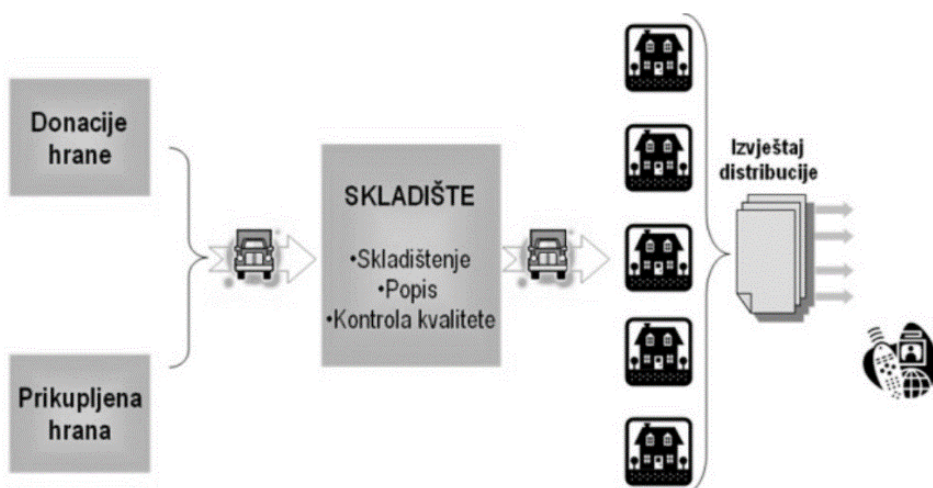 Donacije
hrane
Prikupljena
hrana
SKLADIŠTE
•Skladištenje
•Popis
•Kontrola kvalitete
Izvještaj
distribucije